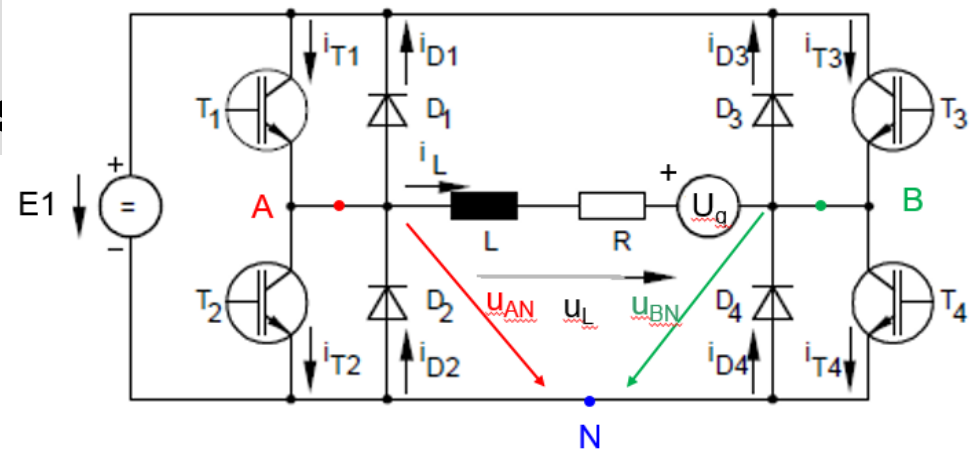 iT1
iD1
iD3
iT3
T1
D1
D3
T3
+
iL
+
E1
=
A
Ug
B
−
L
R
T2
D2
uAN
uL
uBN
D4
T4
iT2
iD2
iD4
iT4
N